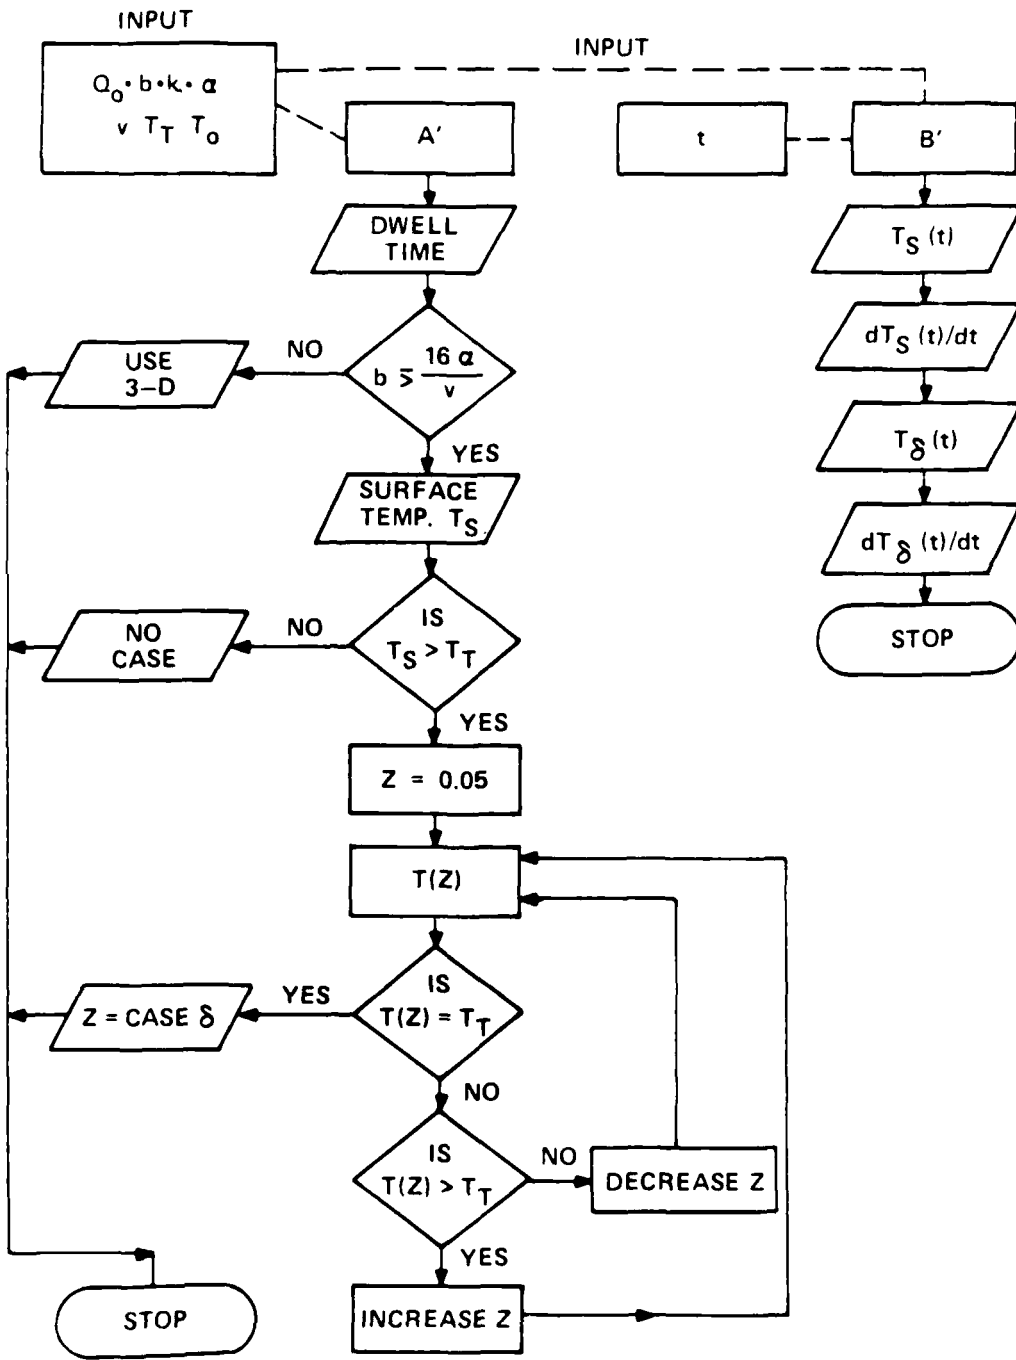 INPUT
INPUT
Q₀·b·k·α
v T_T T₀
A'
t
B'
DWELL
TIME
T_S (t)
USE
3–D
NO
b ⋝ 16 α / v
dT_S (t)/dt
YES
T_δ (t)
SURFACE
TEMP. T_S
dT_δ (t)/dt
NO
CASE
NO
IS
T_S > T_T
STOP
YES
Z = 0.05
T(Z)
Z = CASE δ
YES
IS
T(Z) = T_T
NO
IS
T(Z) > T_T
NO
DECREASE Z
YES
STOP
INCREASE Z